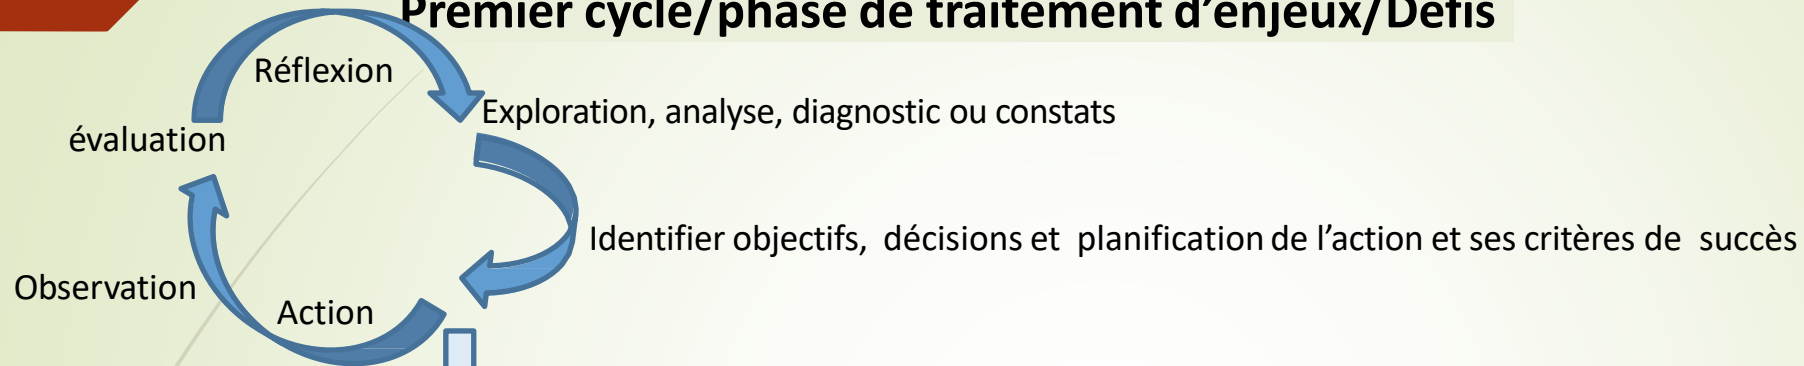 Premier cycle/phase de traitement d’enjeux/Défis
Réflexion
Exploration, analyse, diagnostic ou constats
évaluation
Identifier objectifs, décisions et planification de l’action et ses critères de succès
Observation
Action